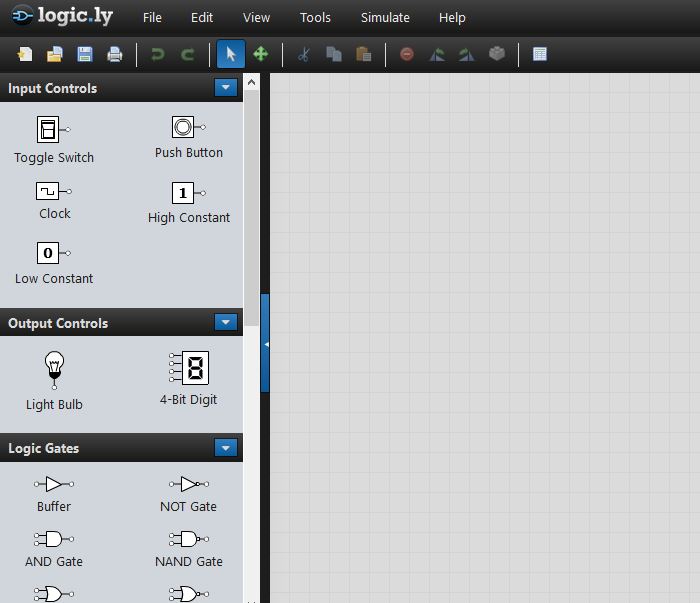 logic.ly File Edit View Tools Simulate Help
Input Controls
Toggle Switch Push Button
Clock High Constant
1
0
Low Constant
Output Controls
8
Light Bulb 4-Bit Digit
Logic Gates
Buffer NOT Gate
AND Gate NAND Gate